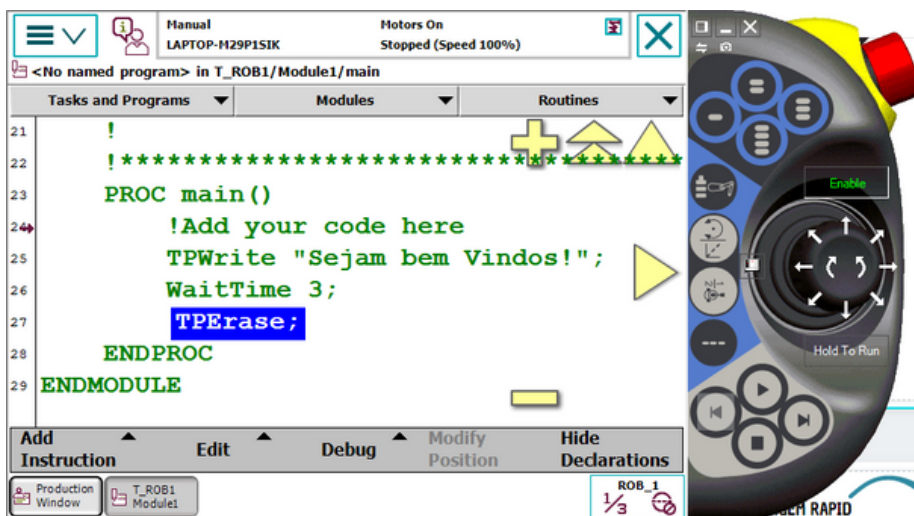 Manual
LAPTOP-M29P1SIK
Motors On
Stopped (Speed 100%)
<No named program> in T_ROB1/Module1/main
Tasks and Programs Modules Routines
21 !
22 !************************************
23 PROC main()
24 !Add your code here
25 TPWrite "Sejam bem Vindos!";
26 WaitTime 3;
27 TPErase;
28 ENDPROC
29 ENDMODULE
Add Instruction Edit Debug Modify Position Hide Declarations
Production Window
T_ROB1 Module1
ROB_1
1/3
Enable
Hold To Run
RAPID